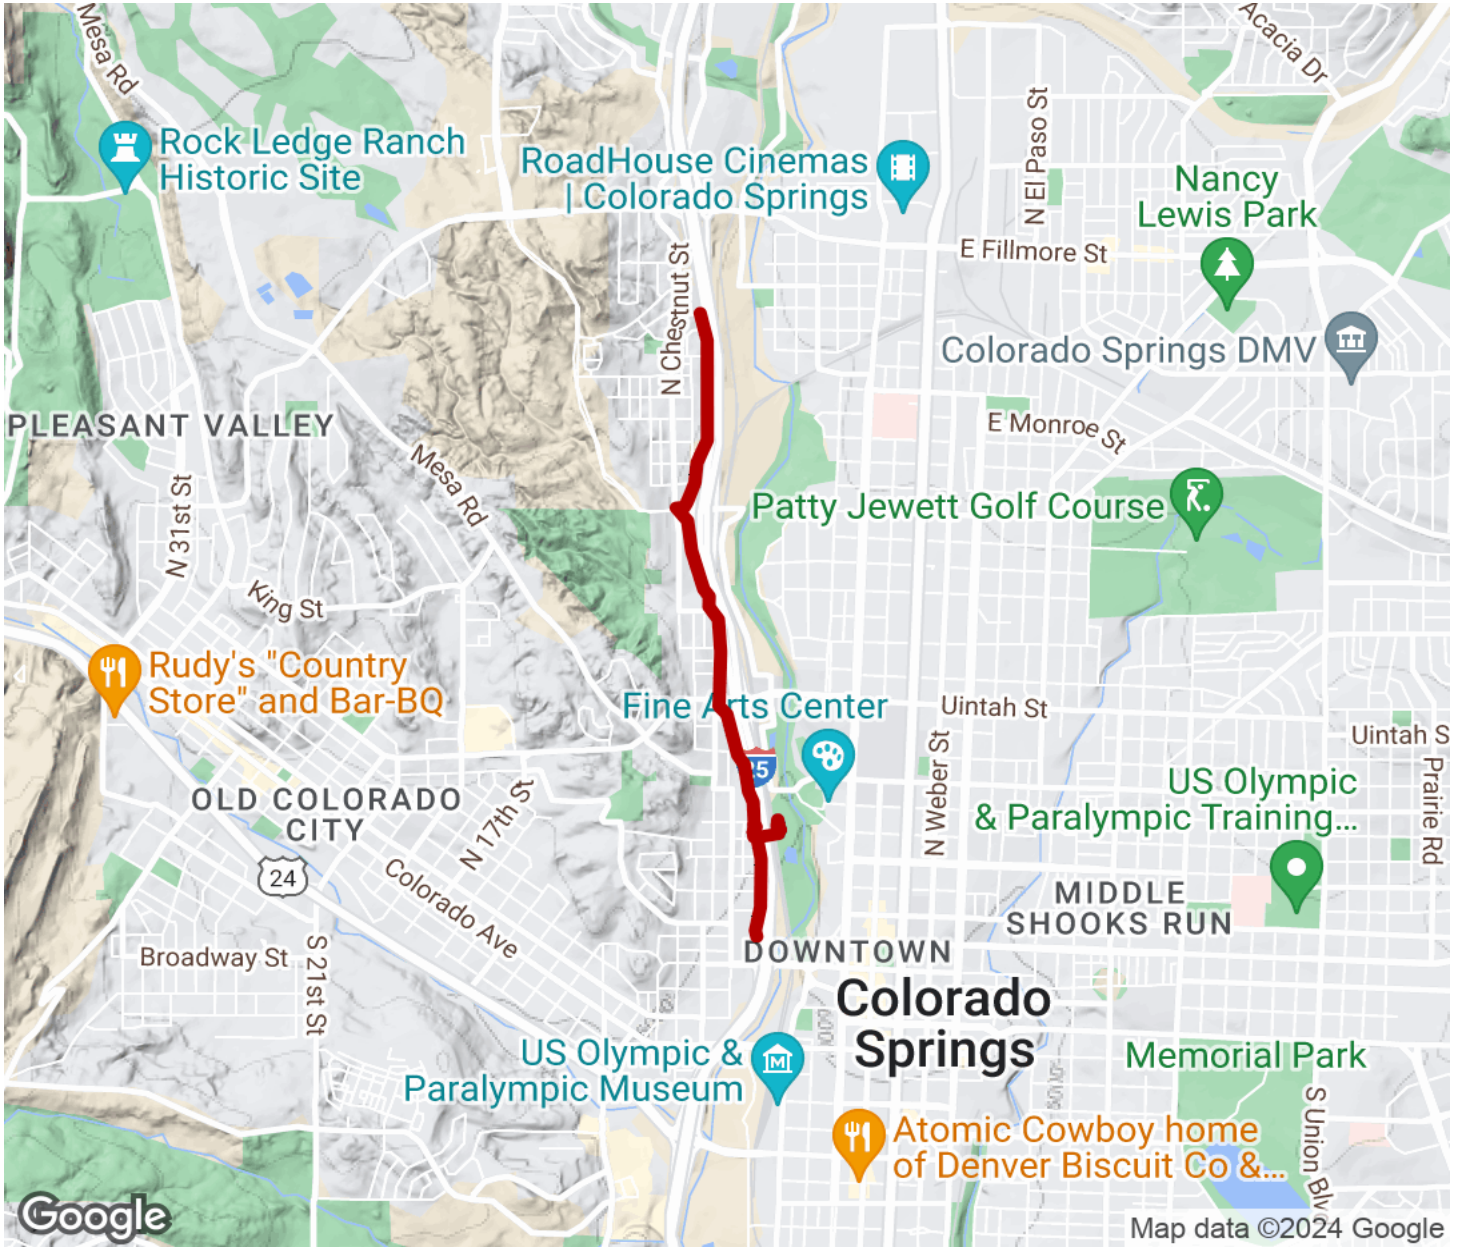 Mesa Rd
Acacia Dr
Rock Ledge Ranch
Historic Site
RoadHouse Cinemas
| Colorado Springs
N El Paso St
Nancy
Lewis Park
E Fillmore St
N Chestnut St
Colorado Springs DMV
PLEASANT VALLEY
E Monroe St
Mesa Rd
N 31st St
Patty Jewett Golf Course
King St
Rudy's "Country
Store" and Bar-BQ
Fine Arts Center
Uintah St
Uintah S
N Weber St
25
Prairie Rd
US Olympic
& Paralympic Training...
OLD COLORADO
CITY
N 17th St
24
Colorado Ave
MIDDLE
SHOOKS RUN
Broadway St
S 21st St
DOWNTOWN
Colorado
Springs
US Olympic &
Paralympic Museum
M
Memorial Park
S Union Blv
Atomic Cowboy home
of Denver Biscuit Co &...
Google
Map data ©2024 Google